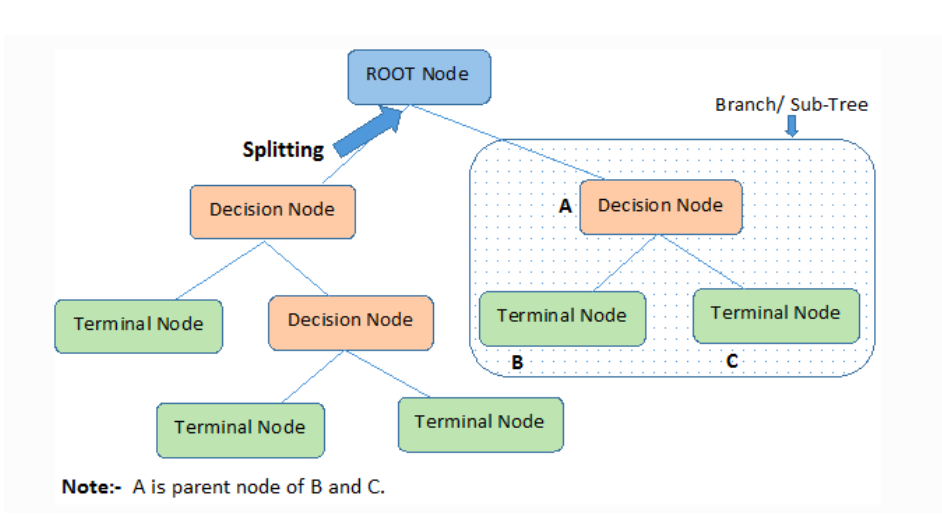 ROOT Node
Branch/ Sub-Tree
Splitting
Decision Node
A
Decision Node
Terminal Node
Decision Node
Terminal Node
Terminal Node
B
C
Terminal Node
Terminal Node
Note:- A is parent node of B and C.